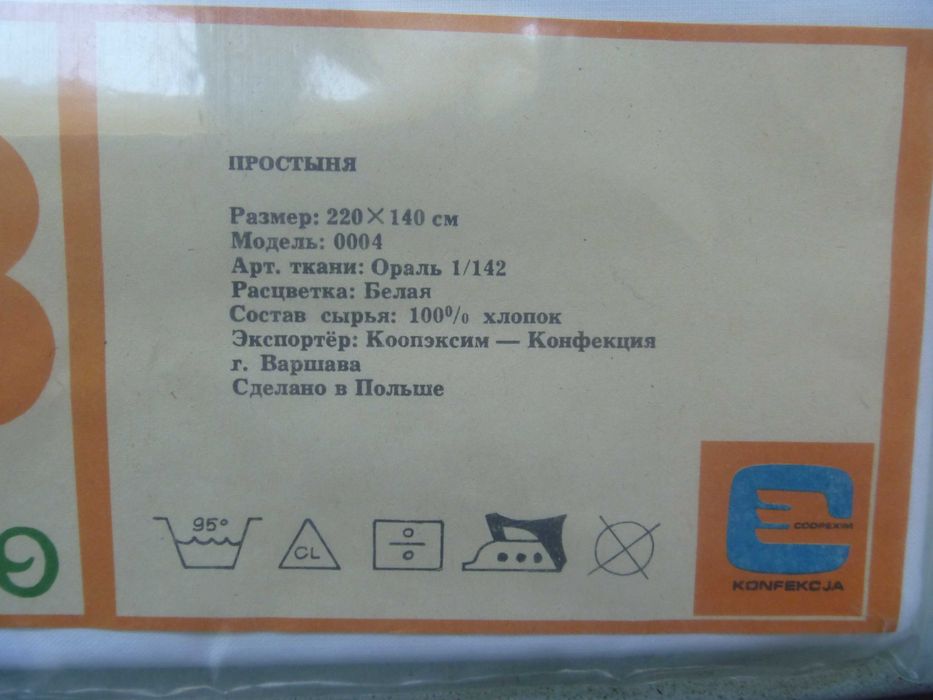 ПРОСТЫНЯ
Размер: 220×140 см
Модель: 0004
Арт. ткани: Ораль 1/142
Расцветка: Белая
Состав сырья: 100% хлопок
Экспортёр: Коопэксим — Конфекция
г. Варшава
Сделано в Польше
95°
CL
COOPEXIM
KONFEKCJA